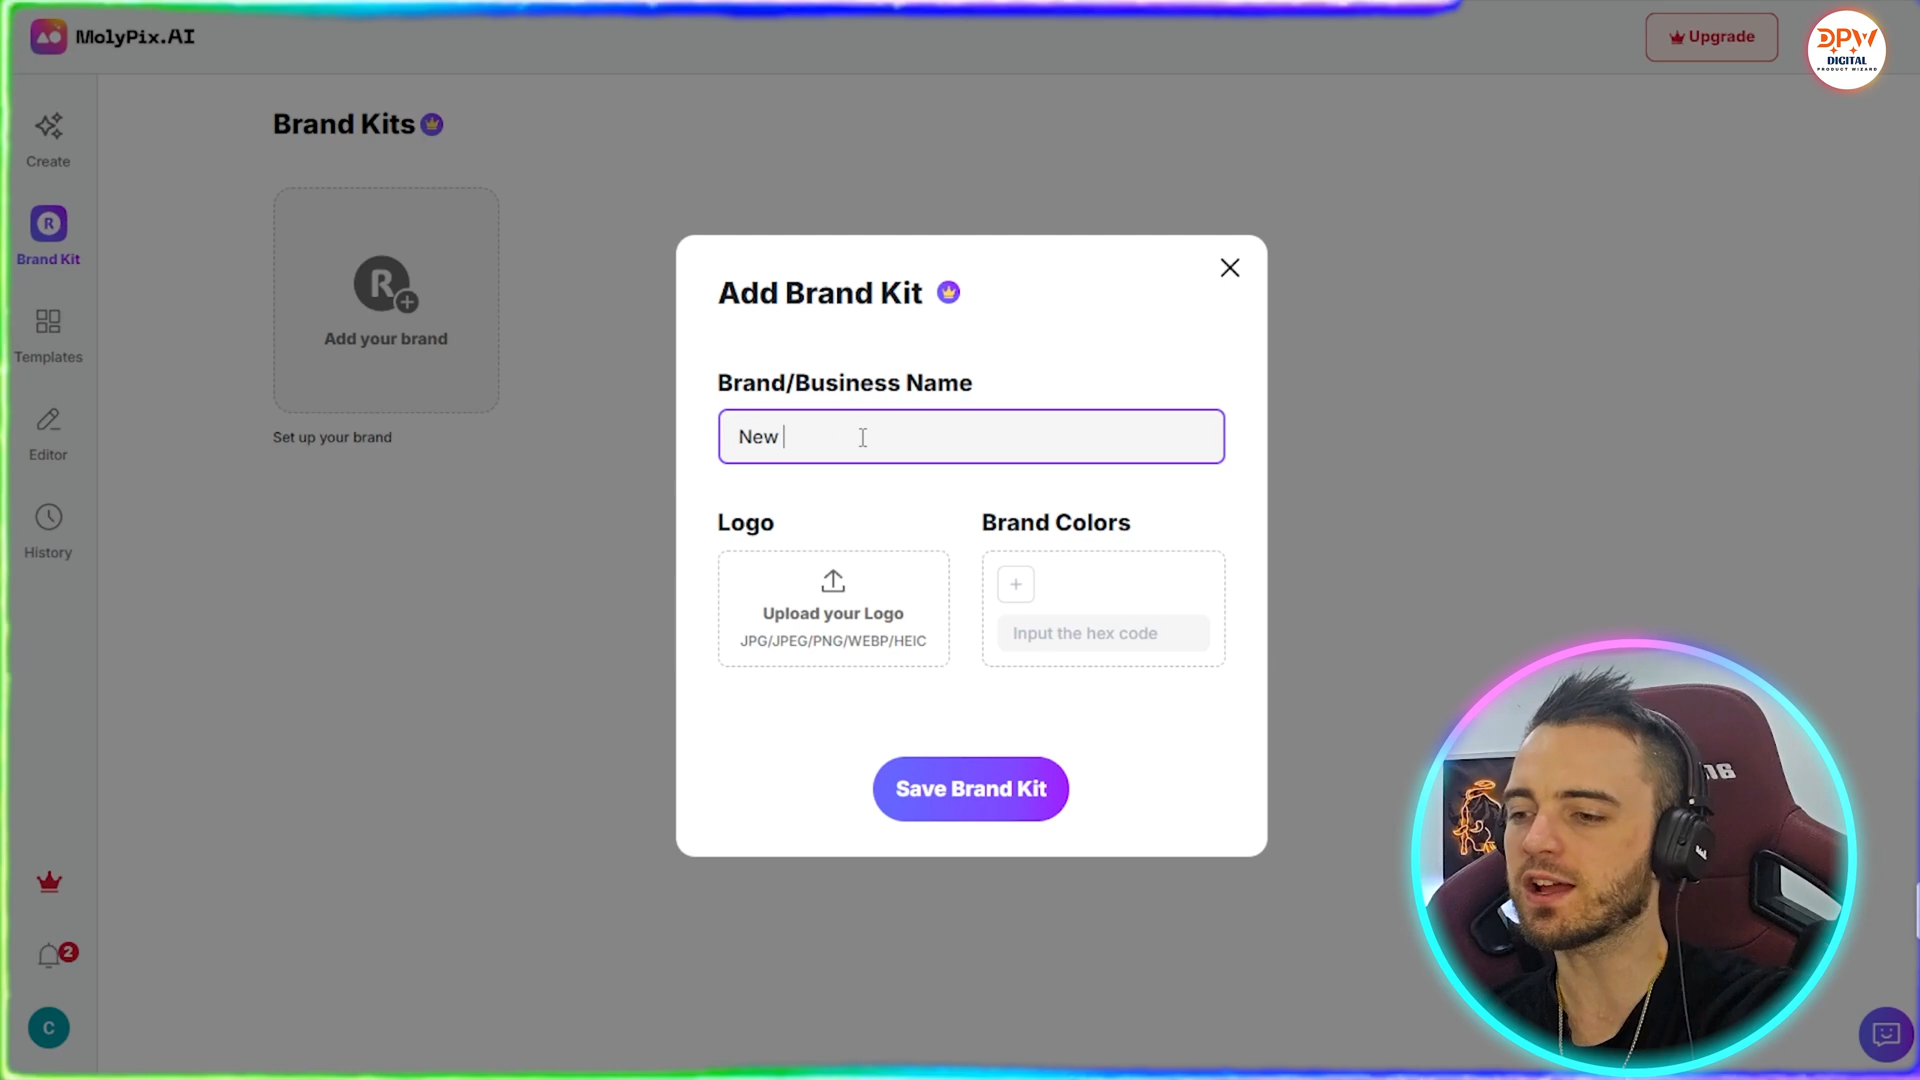 MolyPix.AI
Upgrade
DPW
DIGITAL
PRODUCT WIZARD
Create
R
Brand Kit
Templates
Editor
History
2
C
Brand Kits
R
Add your brand
Set up your brand
Add Brand Kit
Brand/Business Name
New
Logo
Brand Colors
Upload your Logo
JPG/JPEG/PNG/WEBP/HEIC
+
Input the hex code
Save Brand Kit